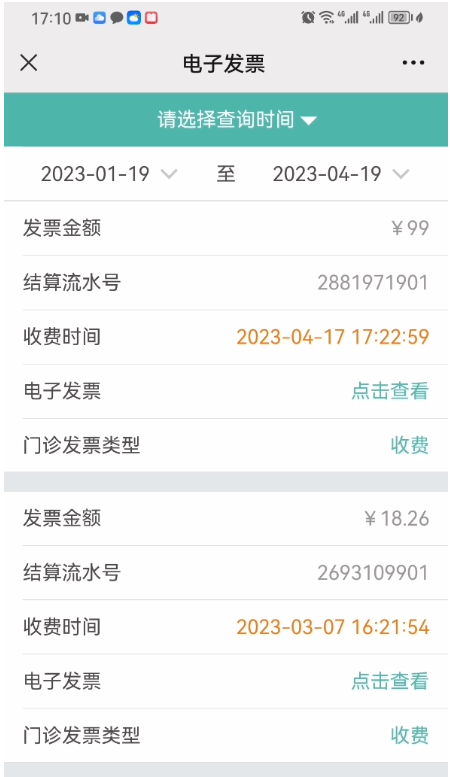 17:10
92
电子发票
请选择查询时间
2023-01-19 至 2023-04-19
发票金额 ￥99
结算流水号 2881971901
收费时间 2023-04-17 17:22:59
电子发票 点击查看
门诊发票类型 收费
发票金额 ￥18.26
结算流水号 2693109901
收费时间 2023-03-07 16:21:54
电子发票 点击查看
门诊发票类型 收费